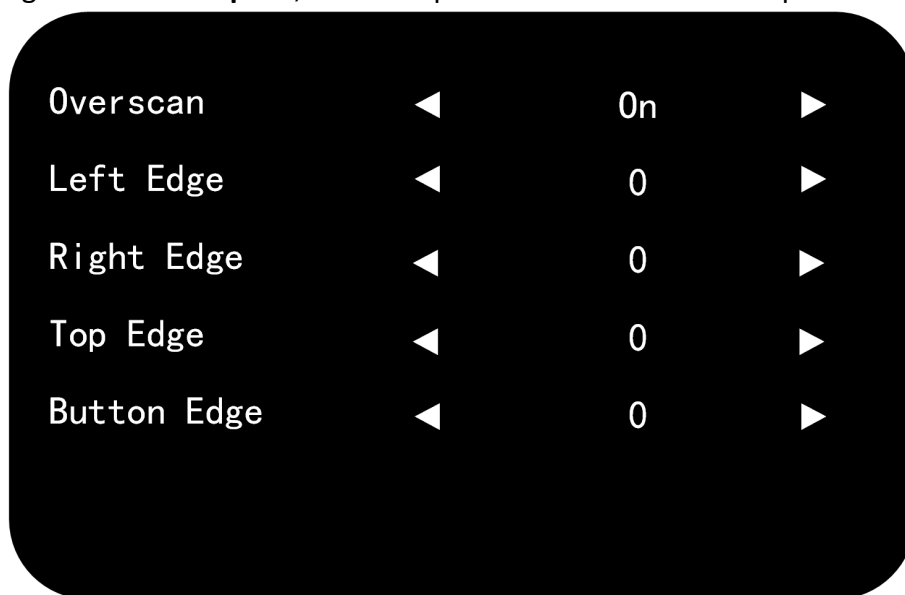 Overscan ◀ On ▶
Left Edge ◀ 0 ▶
Right Edge ◀ 0 ▶
Top Edge ◀ 0 ▶
Button Edge ◀ 0 ▶